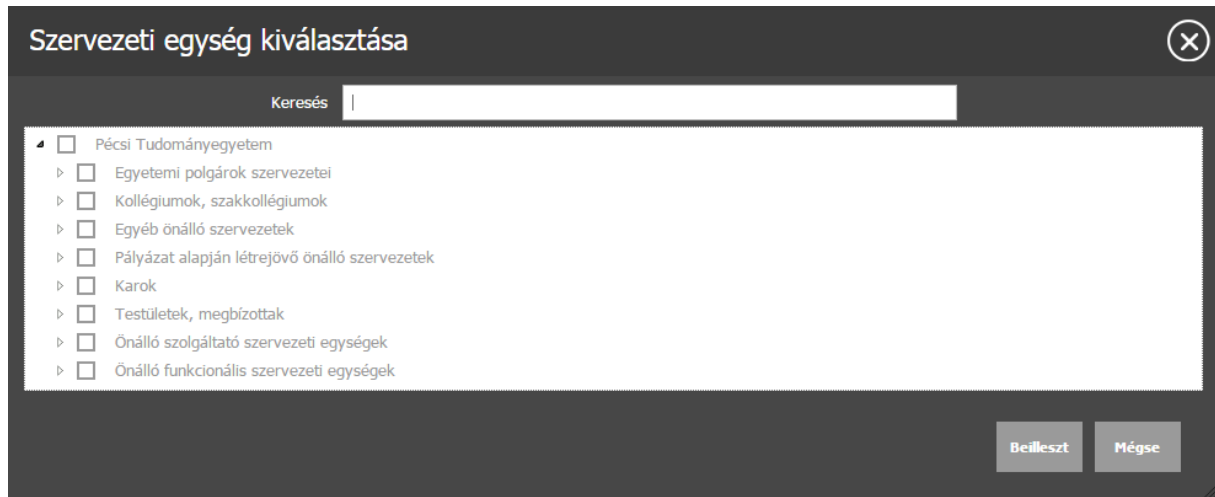 Szervezeti egység kiválasztása
Keresés
Pécsi Tudományegyetem
Egyetemi polgárok szervezetei
Kollégiumok, szakkollégiumok
Egyéb önálló szervezetek
Pályázat alapján létrejövő önálló szervezetek
Karok
Testületek, megbízottak
Önálló szolgáltató szervezeti egységek
Önálló funkcionális szervezeti egységek
Beilleszt Mégse